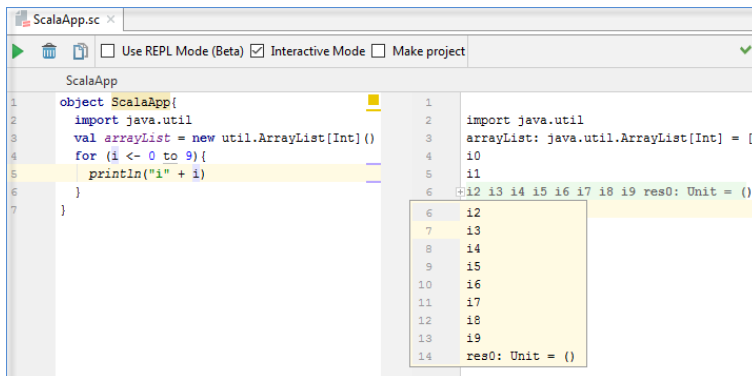 ScalaApp.sc ×
Use REPL Mode (Beta) Interactive Mode Make project
ScalaApp
1 object ScalaApp{
2 import java.util
3 val arrayList = new util.ArrayList[Int]()
4 for (i <- 0 to 9){
5 println("i" + i)
6 }
7 }
1
2 import java.util
3 arrayList: java.util.ArrayList[Int] = [
4 i0
5 i1
6 i2 i3 i4 i5 i6 i7 i8 i9 res0: Unit = ()
6 i2
7 i3
8 i4
9 i5
10 i6
11 i7
12 i8
13 i9
14 res0: Unit = ()